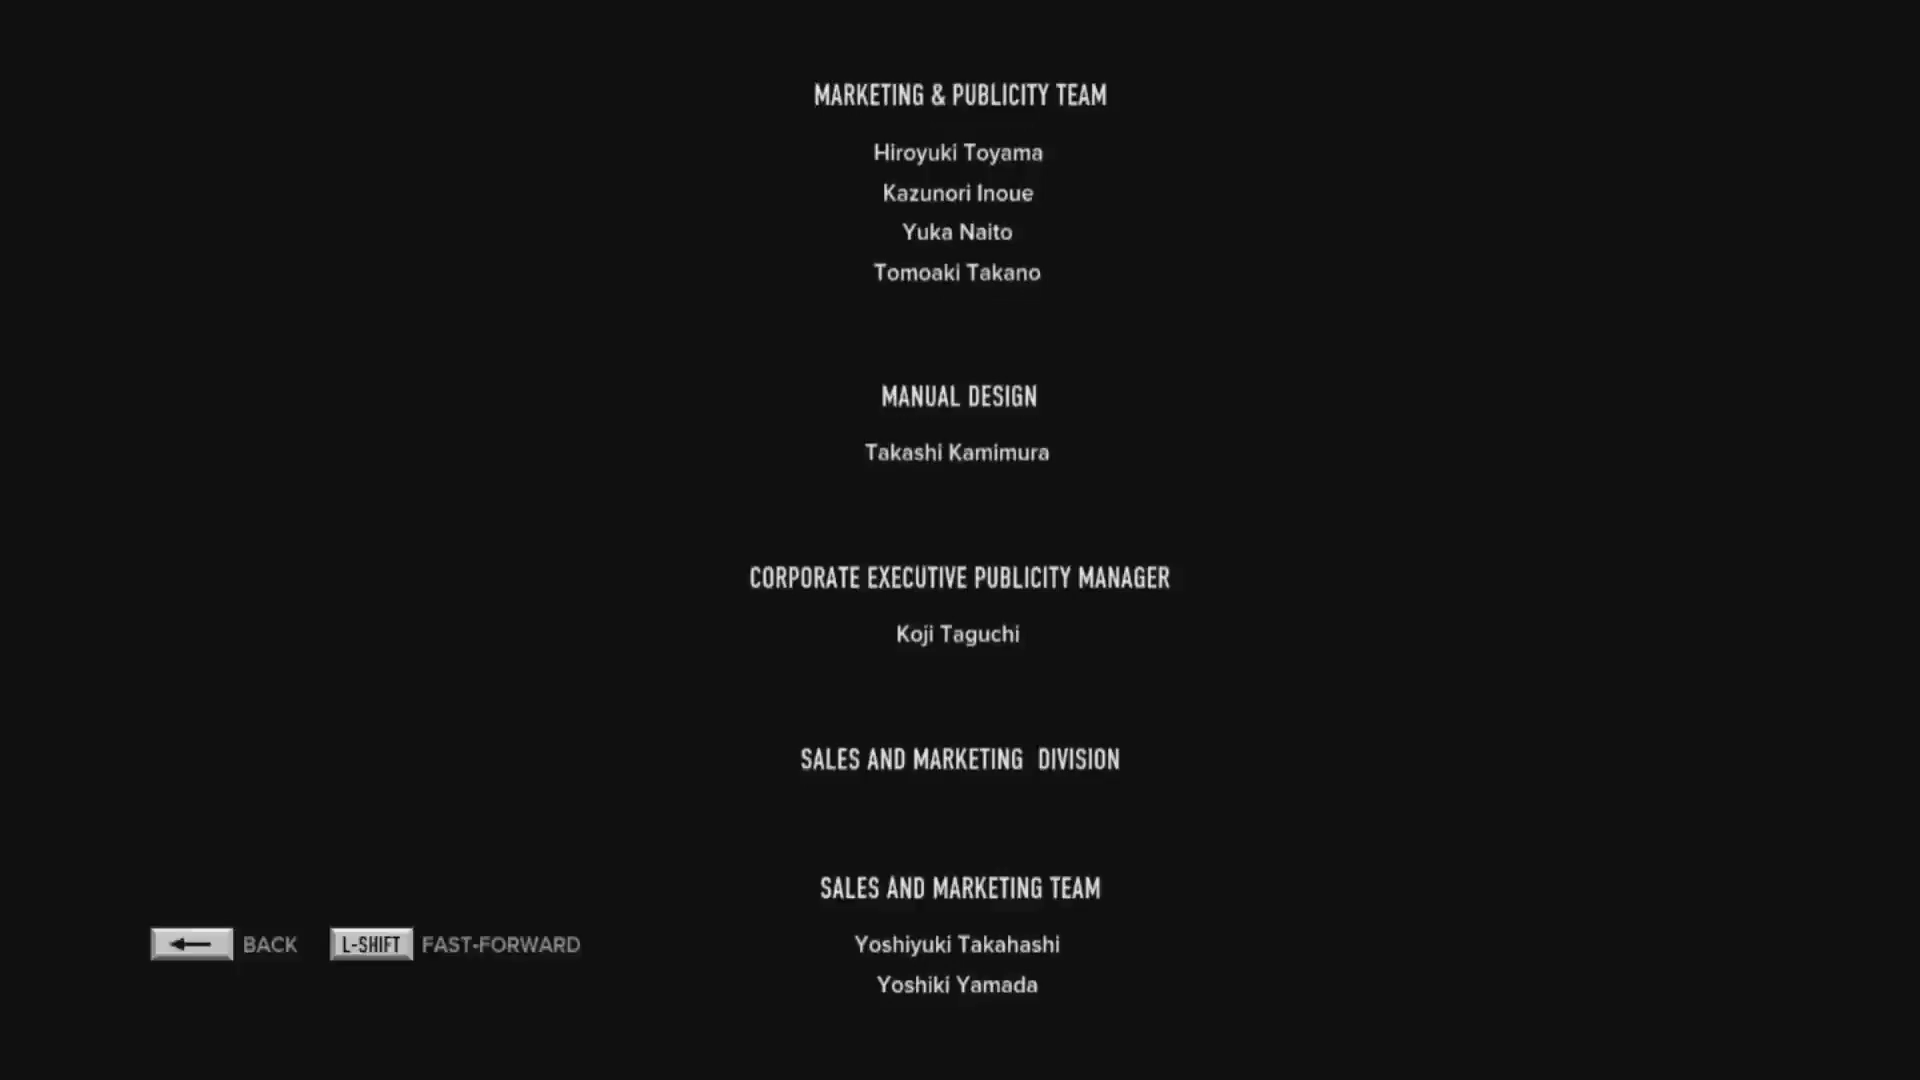 MARKETING & PUBLICITY TEAM
Hiroyuki Toyama
Kazunori Inoue
Yuka Naito
Tomoaki Takano
MANUAL DESIGN
Takashi Kamimura
CORPORATE EXECUTIVE PUBLICITY MANAGER
Koji Taguchi
SALES AND MARKETING  DIVISION
SALES AND MARKETING TEAM
Yoshiyuki Takahashi
Yoshiki Yamada
← BACK L-SHIFT FAST-FORWARD